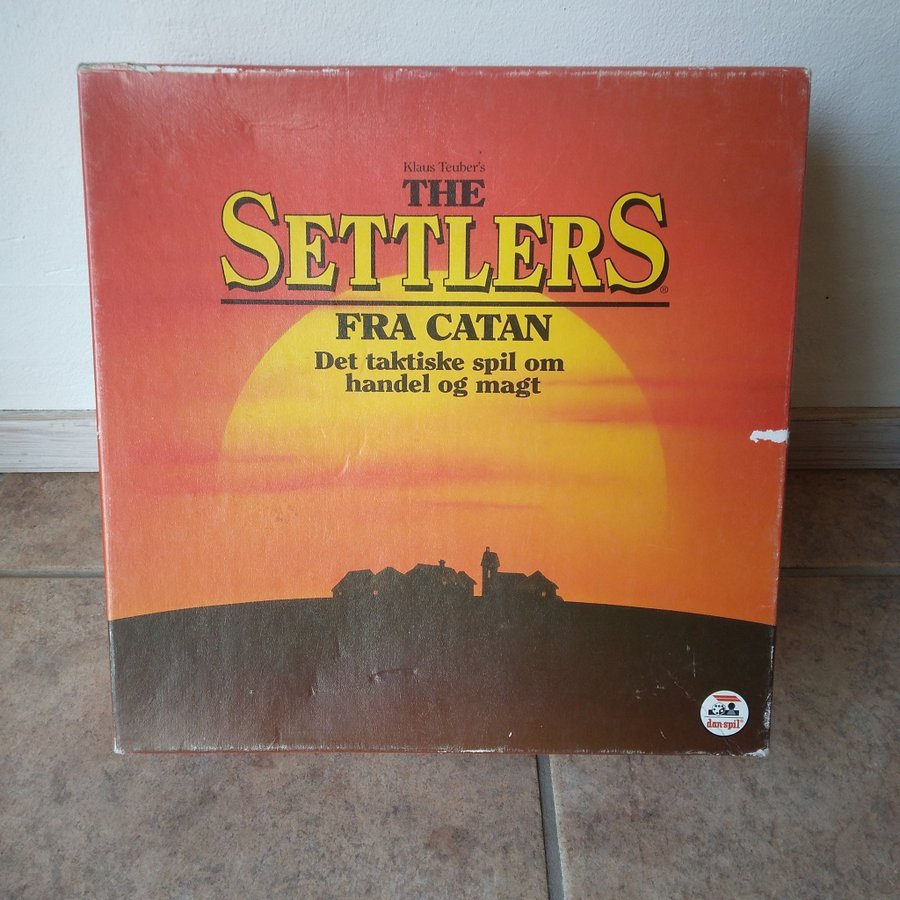 Klaus Teuber's
THE
SETTLERS®
FRA CATAN
Det taktiske spil om
handel og magt
dan-spil®